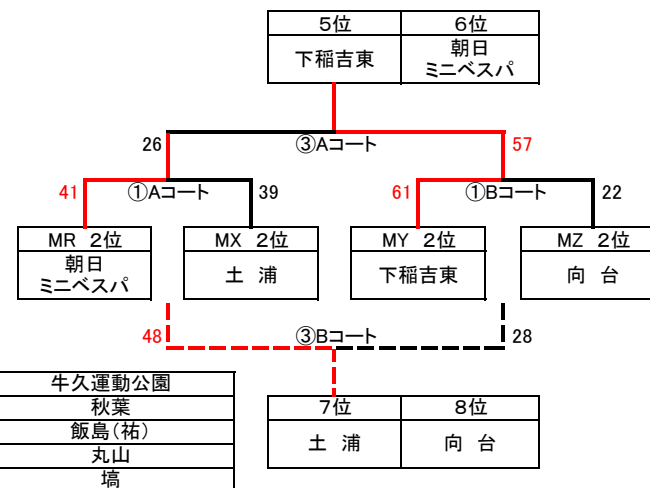 5位 6位
下稲吉東 朝日
ミニベスパ
26 ③Aコート 57
41 ①Aコート 39 61 ①Bコート 22
MR 2位 MX 2位 MY 2位 MZ 2位
朝日
ミニベスパ 土 浦 下稲吉東 向 台
48 ③Bコート 28
牛久運動公園
秋葉
飯島(祐)
丸山
塙
7位 8位
土 浦 向 台